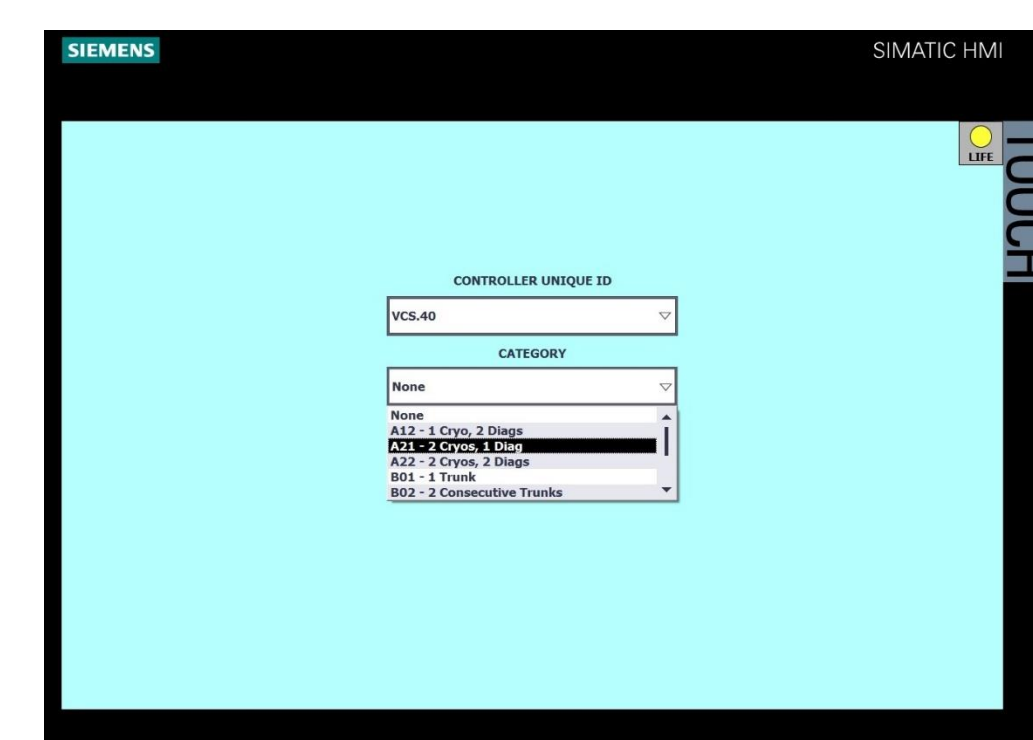 SIEMENS
SIMATIC HMI
LIFE
TOUCH
CONTROLLER UNIQUE ID
VCS.40
CATEGORY
None
None
A12 - 1 Cryo, 2 Diags
A21 - 2 Cryos, 1 Diag
A22 - 2 Cryos, 2 Diags
B01 - 1 Trunk
B02 - 2 Consecutive Trunks